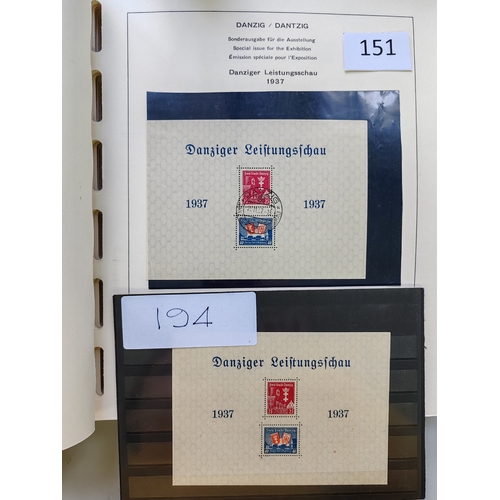 DANZIG / DANTZIG
Sonderausgabe für die Ausstellung
Special issue for the Exhibition
Émission spéciale pour l'Exposition
Danziger Leistungsschau
1937
151
Danziger Leiſtungsſchau
1937 1937
194
Danziger Leiſtungsſchau
1937 1937